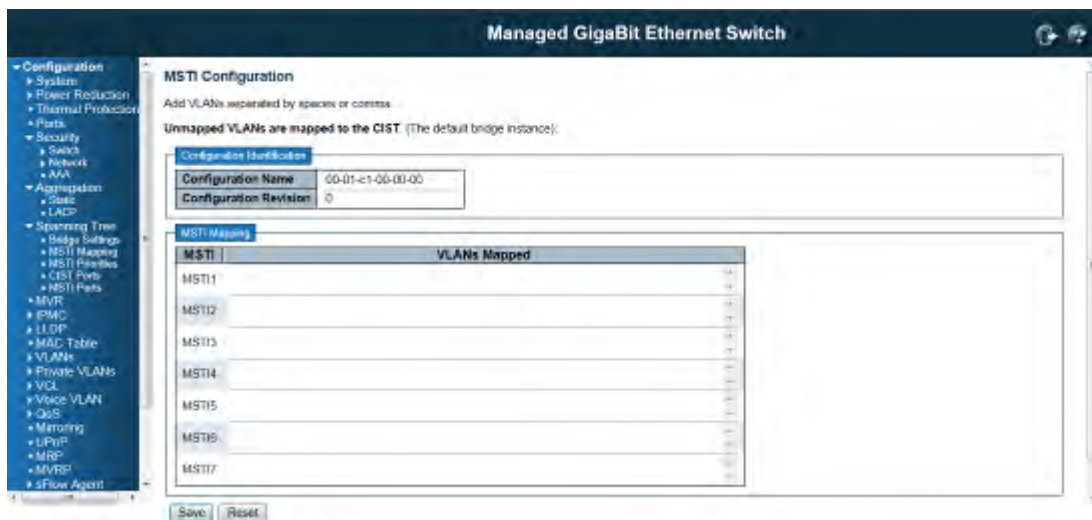 Managed GigaBit Ethernet Switch
Configuration
System
Power Reduction
Thermal Protection
Ports
Security
Switch
Network
AAA
Aggregation
Static
LACP
Spanning Tree
Bridge Settings
MSTI Mapping
MSTI Priorities
CIST Ports
MSTI Ports
MVR
IPMC
LLDP
MAC Table
VLANs
Private VLANs
VCL
Voice VLAN
QoS
Mirroring
UPnP
MRP
MVRP
sFlow Agent
MSTI Configuration
Add VLANs separated by spaces or comma.
Unmapped VLANs are mapped to the CIST. (The default bridge instance).
Configuration Identification
Configuration Name 00-01-c1-00-00-00
Configuration Revision 0
MSTI Mapping
MSTI VLANs Mapped
MSTI1
MSTI2
MSTI3
MSTI4
MSTI5
MSTI6
MSTI7
Save Reset